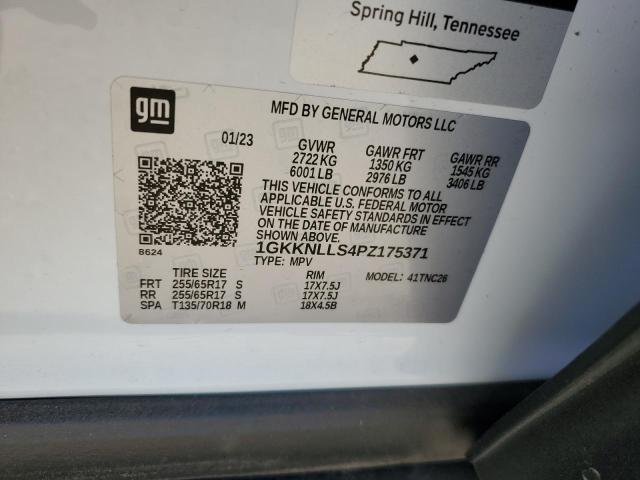 Spring Hill, Tennessee
gm
MFD BY GENERAL MOTORS LLC
01/23 GVWR GAWR FRT GAWR RR
2722 KG 1350 KG 1545 KG
6001 LB 2976 LB 3406 LB
THIS VEHICLE CONFORMS TO ALL
APPLICABLE U.S. FEDERAL MOTOR
VEHICLE SAFETY STANDARDS IN EFFECT
ON THE DATE OF MANUFACTURE
SHOWN ABOVE.
8624
1GKKNLLS4PZ175371
TYPE: MPV MODEL: 41TNC26
TIRE SIZE RIM
FRT 255/65R17 S 17X7.5J
RR 255/65R17 S 17X7.5J
SPA T135/70R18 M 18X4.5B